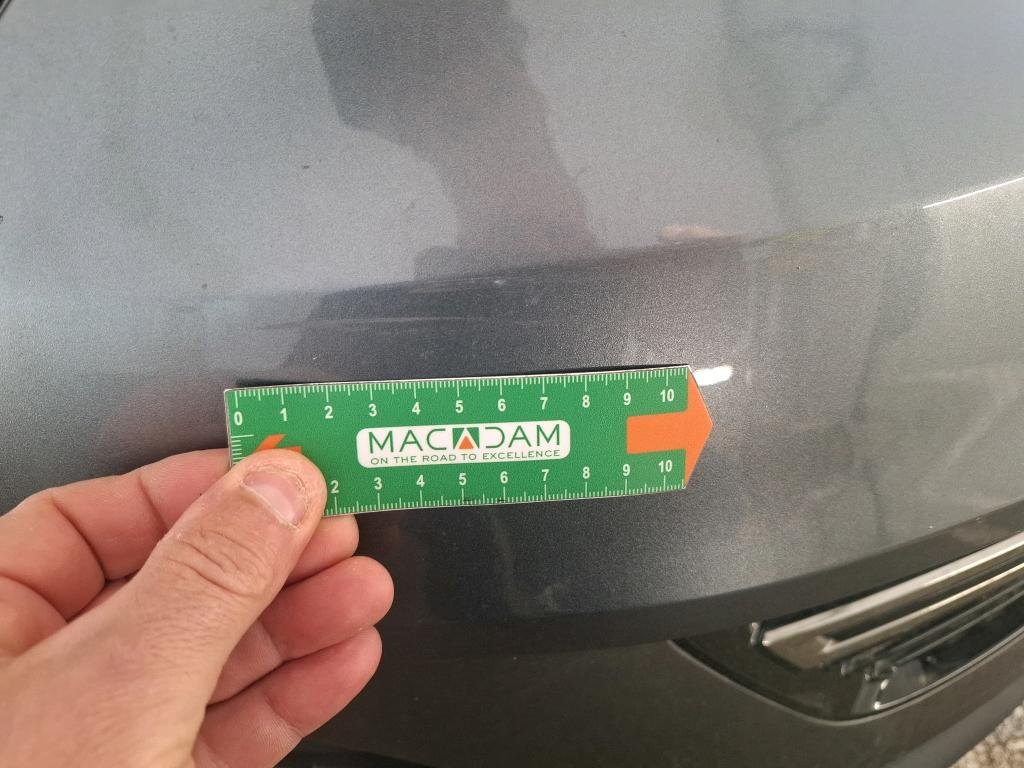 0 1 2 3 4 5 6 7 8 9 10
MACADAM
ON THE ROAD TO EXCELLENCE
2 3 4 5 6 7 8 9 10